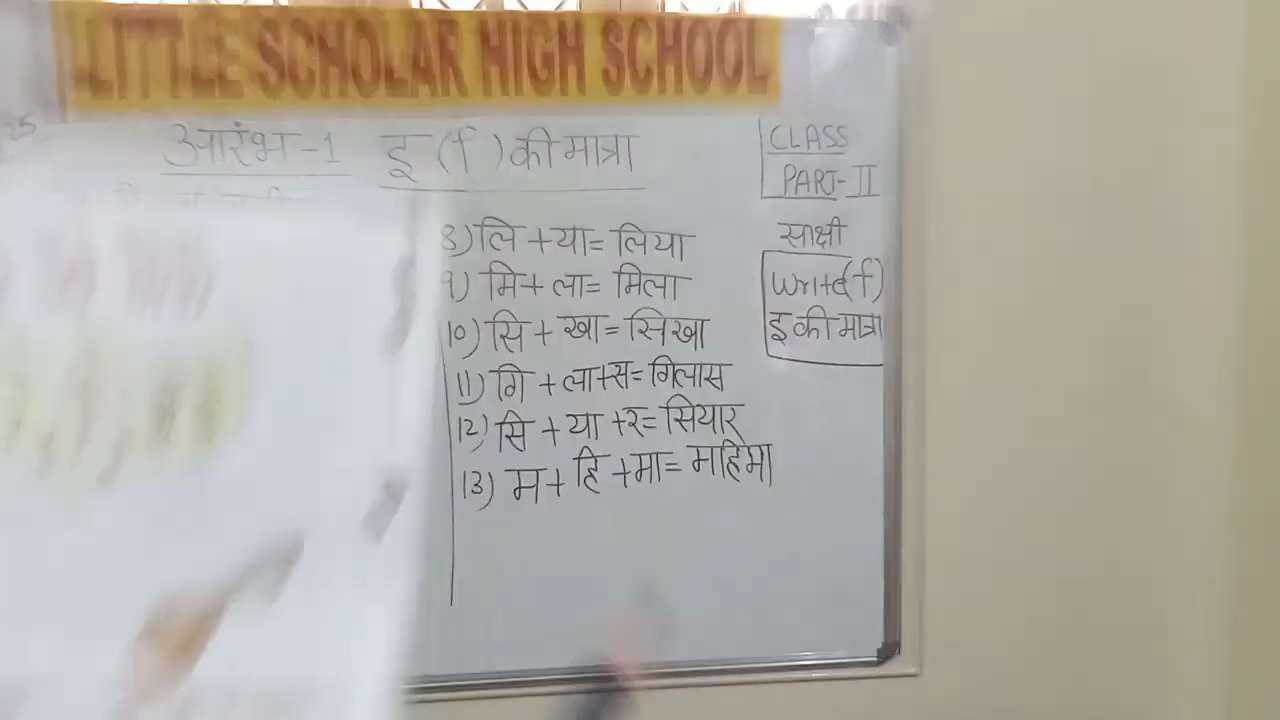 LITTLE SCHOLAR HIGH SCHOOL
आरंभ-1 इ (ि) की मात्रा
8) लि + या = लिया
9) मि + ला = मिला
10) सि + खा = सिखा
11) गि + ला + स = गिलास
12) सि + या + र = सियार
13) म + हि + मा = महिमा
CLASS
PART-II
साक्षी
Write (ि)
इ की मात्रा